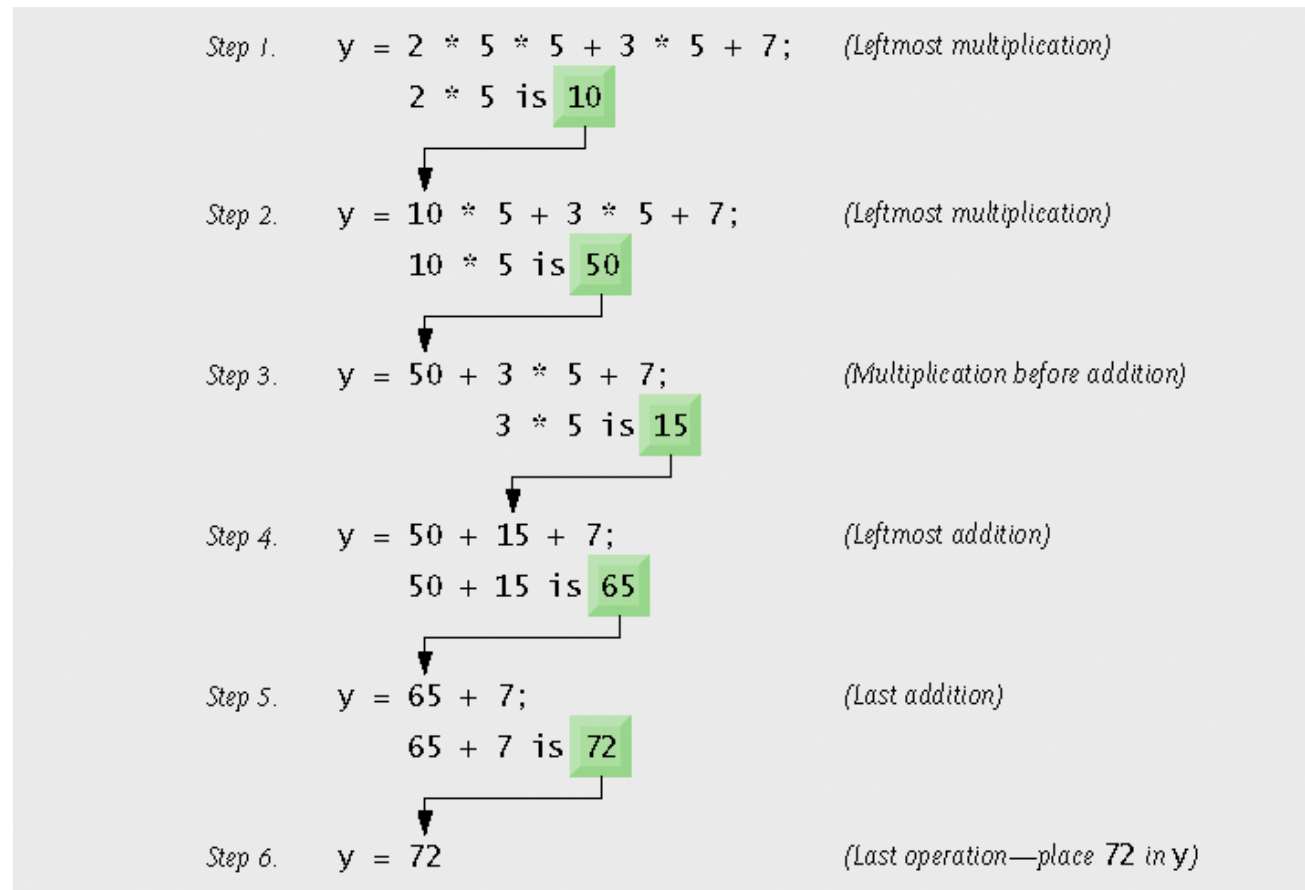 Step 1. y = 2 * 5 * 5 + 3 * 5 + 7; (Leftmost multiplication)
2 * 5 is 10
Step 2. y = 10 * 5 + 3 * 5 + 7; (Leftmost multiplication)
10 * 5 is 50
Step 3. y = 50 + 3 * 5 + 7; (Multiplication before addition)
3 * 5 is 15
Step 4. y = 50 + 15 + 7; (Leftmost addition)
50 + 15 is 65
Step 5. y = 65 + 7; (Last addition)
65 + 7 is 72
Step 6. y = 72 (Last operation—place 72 in y)